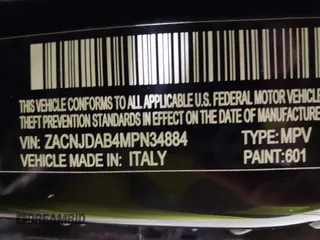 THIS VEHICLE CONFORMS TO ALL APPLICABLE U.S. FEDERAL MOTOR VEHICLE
THEFT PREVENTION STANDARDS IN EFFECT ON THE DATE OF MANUFACTURE
VIN: ZACNJDAB4MPN34884 TYPE: MPV
VEHICLE MADE IN: ITALY PAINT: 601